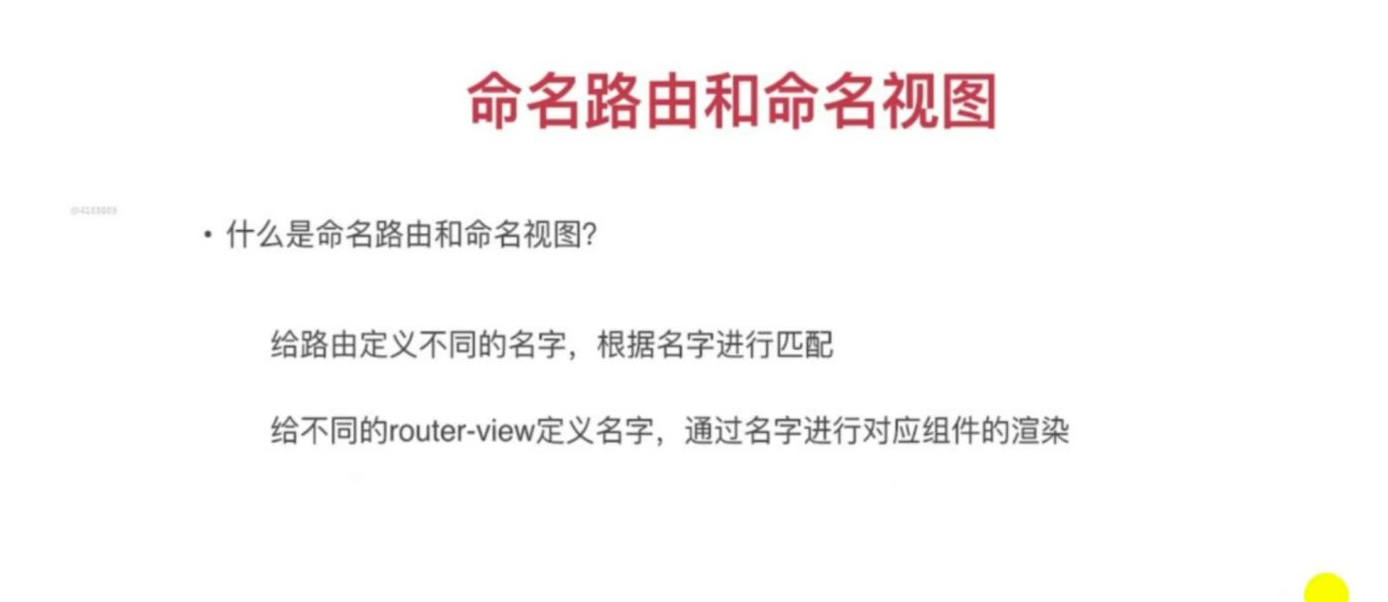 命名路由和命名视图
• 什么是命名路由和命名视图?
给路由定义不同的名字，根据名字进行匹配
给不同的router-view定义名字，通过名字进行对应组件的渲染